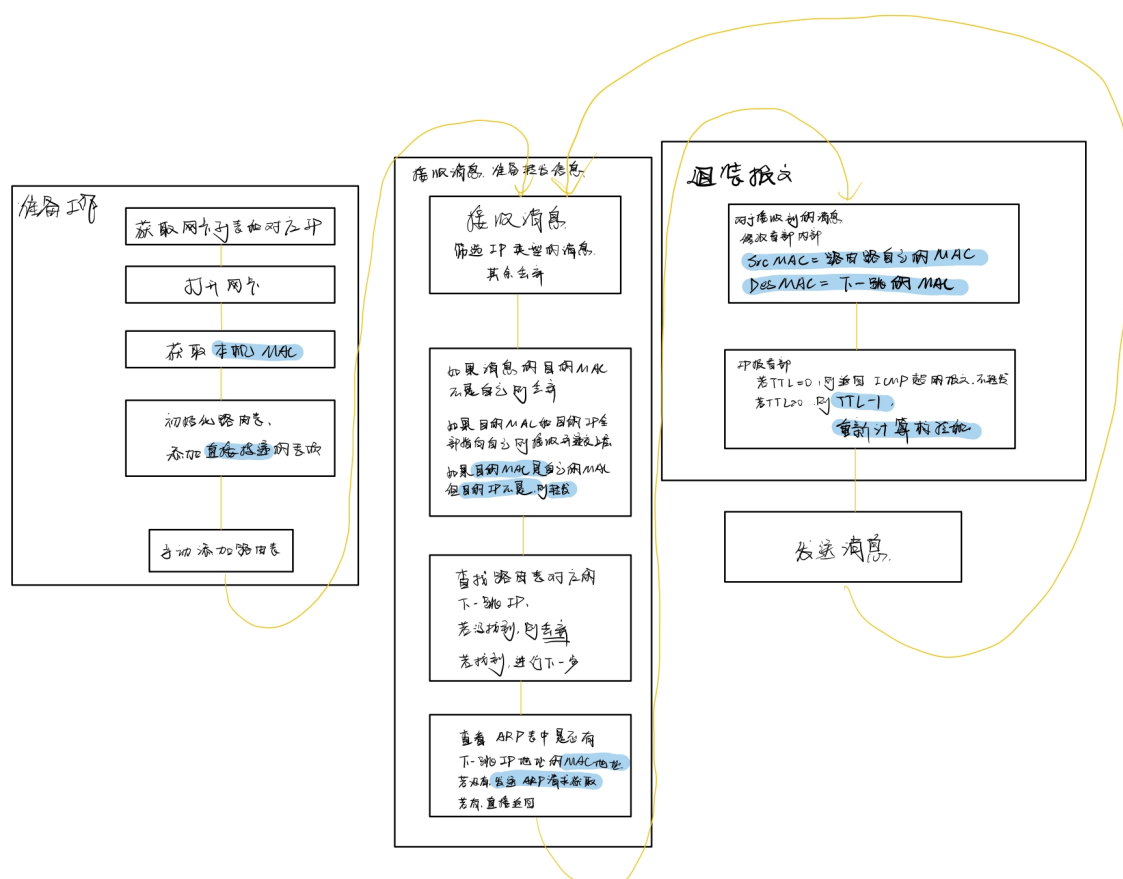 准备工作
获取网卡列表和对应IP
打开网卡
获取本机MAC
初始化路由表,
添加直接投递的表项
手动添加路由表
接收消息.准备转发信息
接收消息
筛选IP类型的消息.
其余丢弃
如果消息的目的MAC
不是自己则丢弃
如果目的MAC和目的IP全
部指向自己则接收并提交上层
如果目的MAC是自己的MAC
但目的IP不是,则转发
查找路由表对应的
下一跳IP,
若没找到,则丢弃
若找到,进行下一步
查看ARP表中是否有
下一跳IP地址的MAC地址
若没有,发送ARP请求获取
若有,直接返回
组装报文
对于接收到的消息
修改首部内部
Src MAC=路由器自己的MAC
Des MAC=下一跳的MAC
IP报首部
若TTL=0,则返回ICMP超时报文.不转发
若TTL>0.则TTL-1.
重新计算校验和
发送消息.